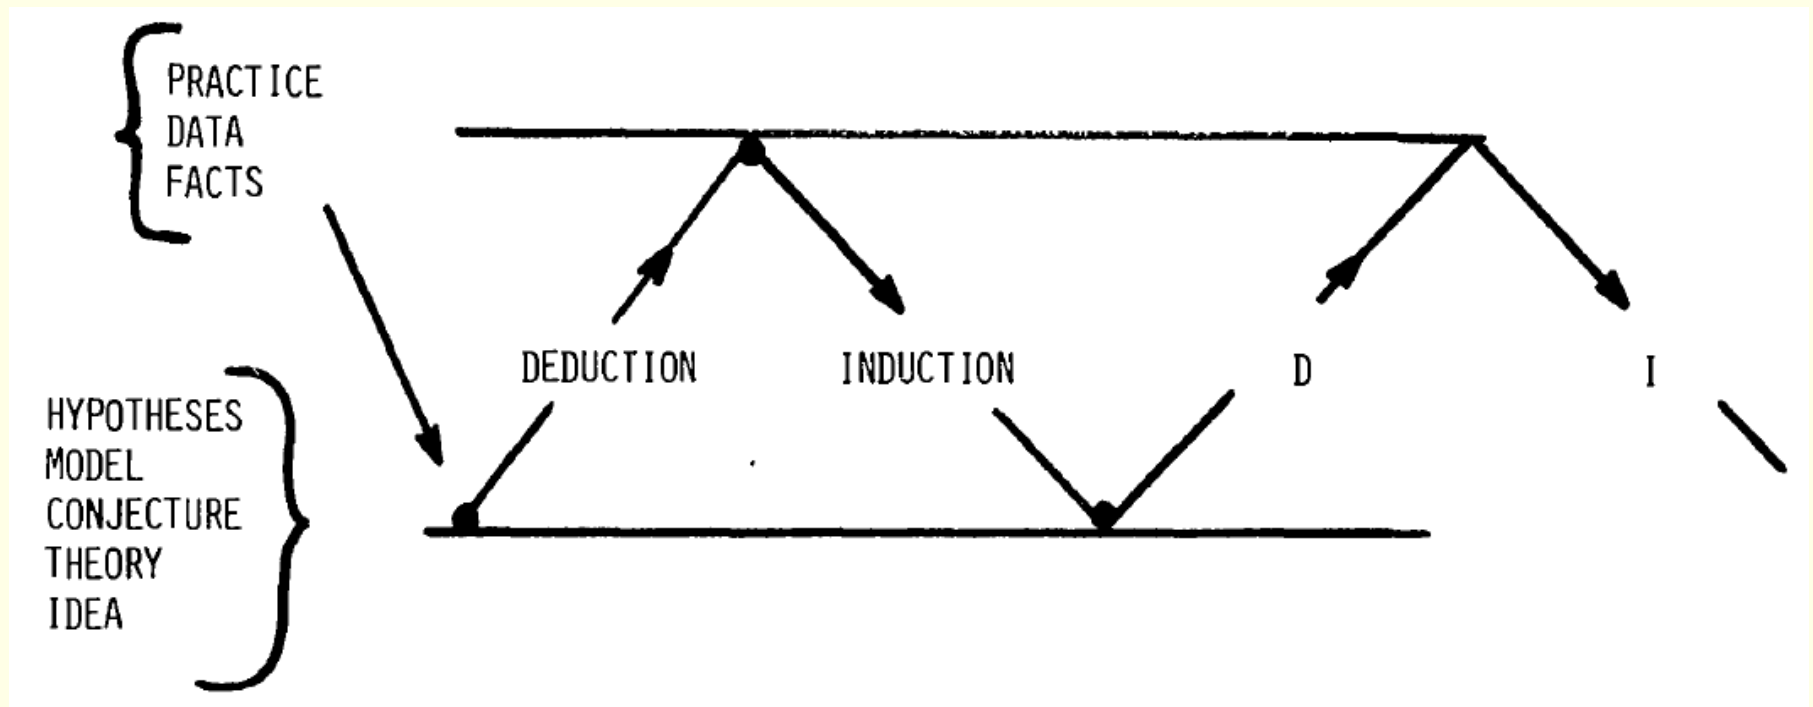 PRACTICE
DATA
FACTS
DEDUCTION
INDUCTION
D
I
HYPOTHESES
MODEL
CONJECTURE
THEORY
IDEA